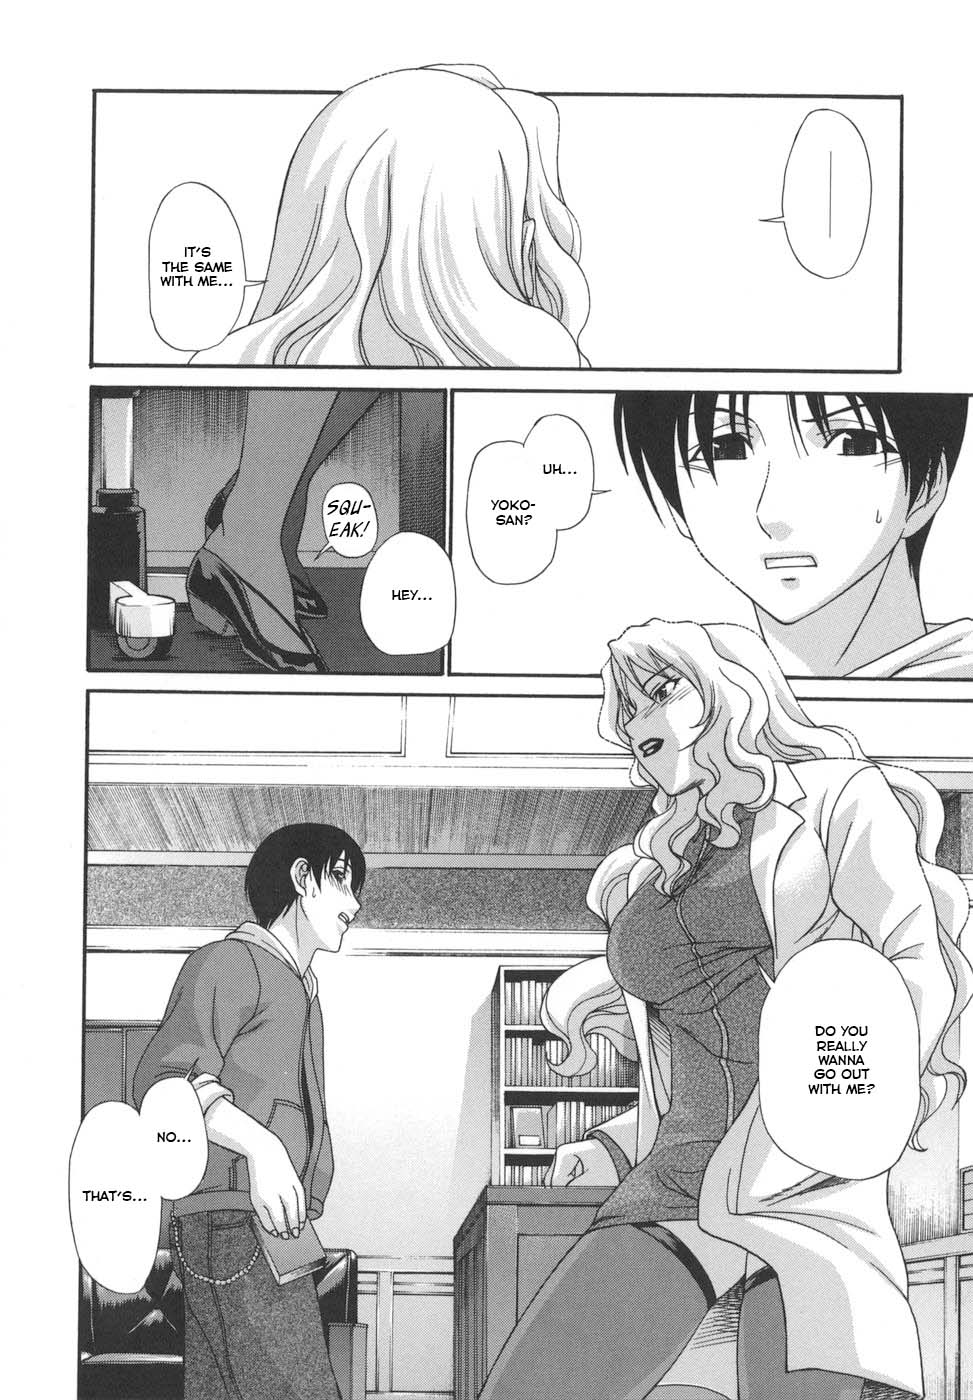 IT'S
THE SAME
WITH ME...
UH...
YOKO-
SAN?
SQU-
EAK!
HEY...
DO YOU
REALLY
WANNA
GO OUT
WITH ME?
NO...
THAT'S...